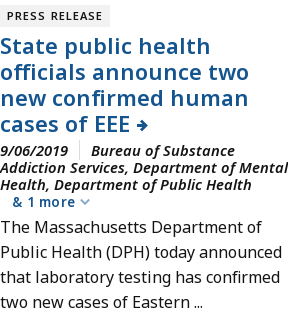 PRESS RELEASE
State public health
officials announce two
new confirmed human
cases of EEE →
9/06/2019 Bureau of Substance
Addiction Services, Department of Mental
Health, Department of Public Health
& 1 more
The Massachusetts Department of
Public Health (DPH) today announced
that laboratory testing has confirmed
two new cases of Eastern ...